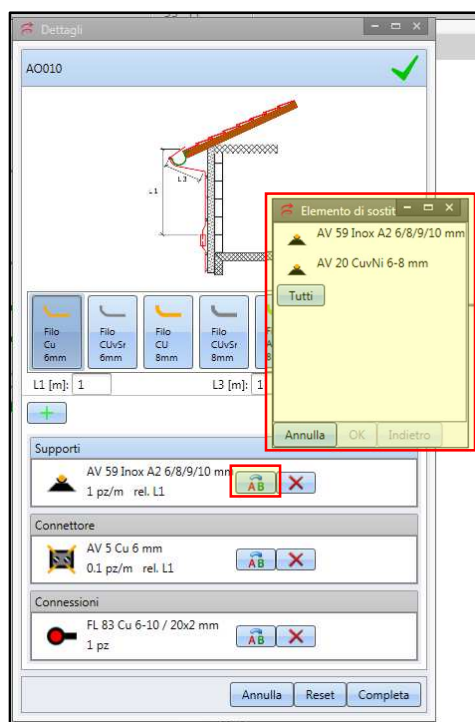 Dettagli
AO010
L1
L3
Elemento di sostit
AV 59 Inox A2 6/8/9/10 mm
AV 20 CuvNi 6-8 mm
Tutti
Annulla OK Indietro
Filo
Cu
6mm
Filo
CUvSr
6mm
Filo
CU
8mm
Filo
CUvSr
8mm
L1 [m]: 1 L3 [m]: 1
Supporti
AV 59 Inox A2 6/8/9/10 mm
1 pz/m rel. L1
AB
Connettore
AV 5 Cu 6 mm
0.1 pz/m rel. L1
AB
Connessioni
FL 83 Cu 6-10 / 20x2 mm
1 pz
AB
Annulla Reset Completa